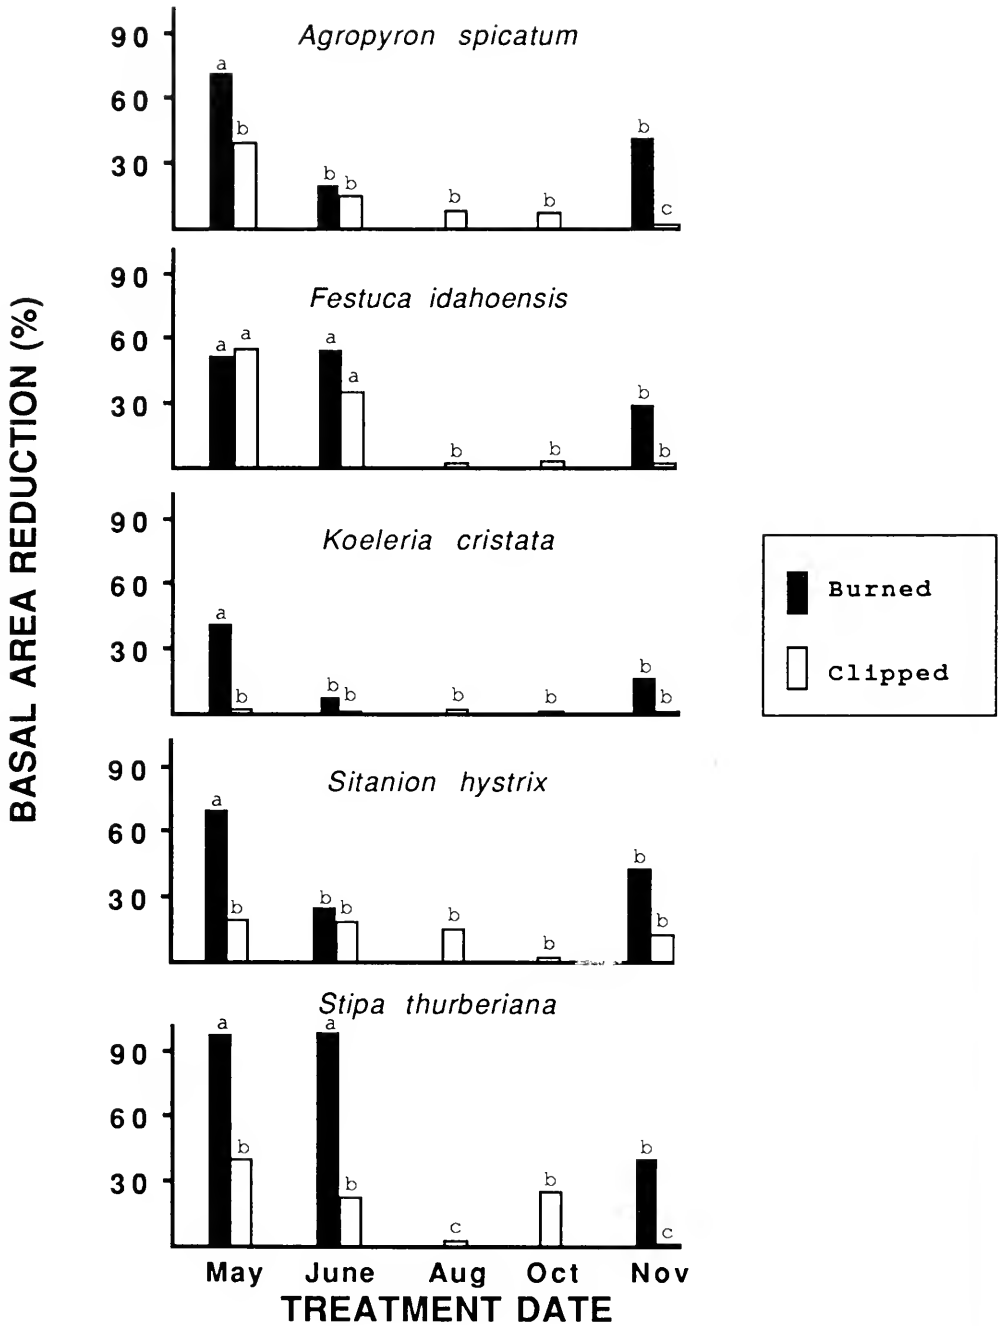 BASAL AREA REDUCTION (%)
Agropyron spicatum
90
60
30
a
b
b b
b
b
b
c
Festuca idahoensis
90
60
30
a a
a
a
b
b
b
b
Koeleria cristata
90
60
30
a
b
b b
b
b
b
b
Sitanion hystrix
90
60
30
a
b
b b
b
b
b
b
Stipa thurberiana
90
60
30
a
b
a
b
c
b
b
c
May June Aug Oct Nov
TREATMENT DATE
Burned
Clipped